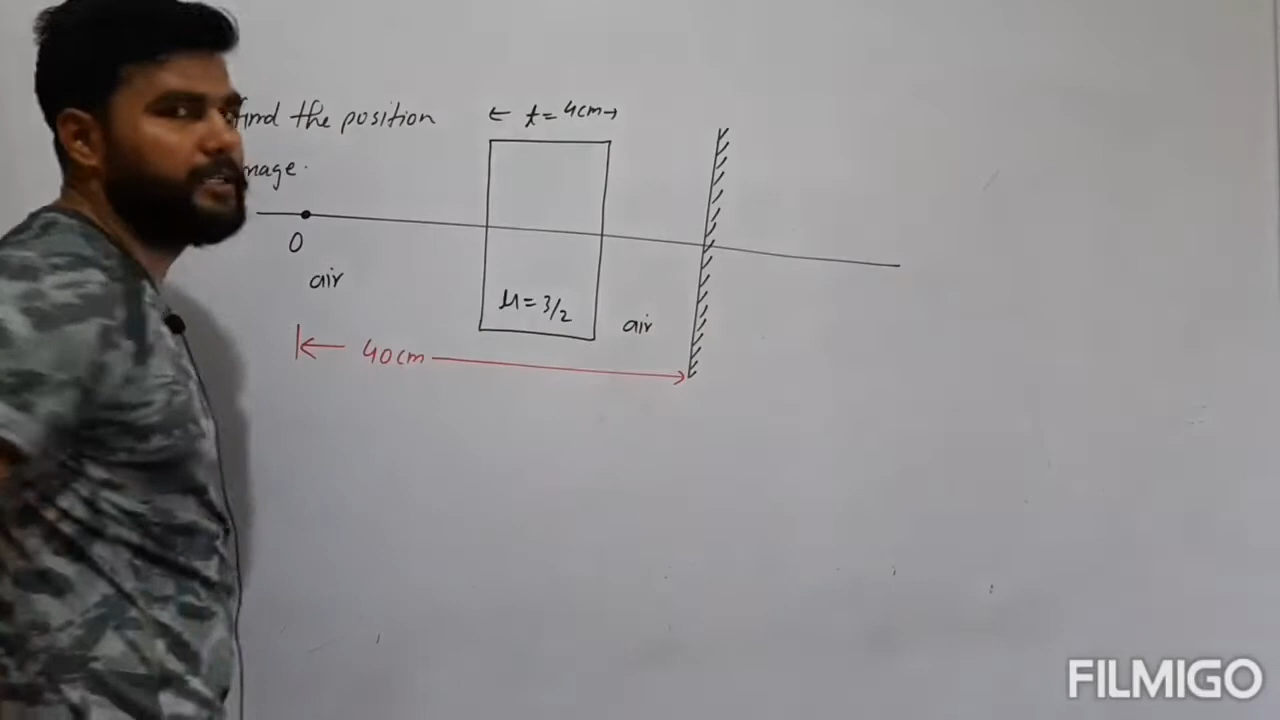 find the position
t = 4cm
mage.
O
air
μ = 3/2
air
40cm
FILMIGO